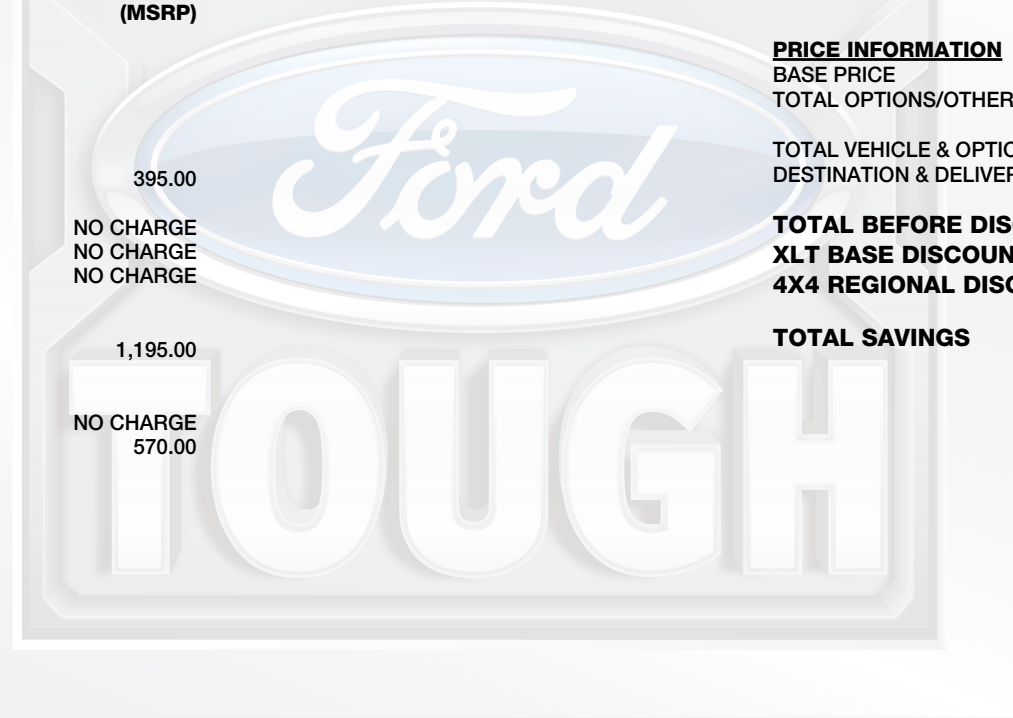 (MSRP)
395.00
NO CHARGE
NO CHARGE
NO CHARGE
1,195.00
NO CHARGE
570.00
PRICE INFORMATION
BASE PRICE
TOTAL OPTIONS/OTHER
TOTAL VEHICLE & OPTIO
DESTINATION & DELIVER
TOTAL BEFORE DISC
XLT BASE DISCOUN
4X4 REGIONAL DISC
TOTAL SAVINGS
Ford
TOUGH